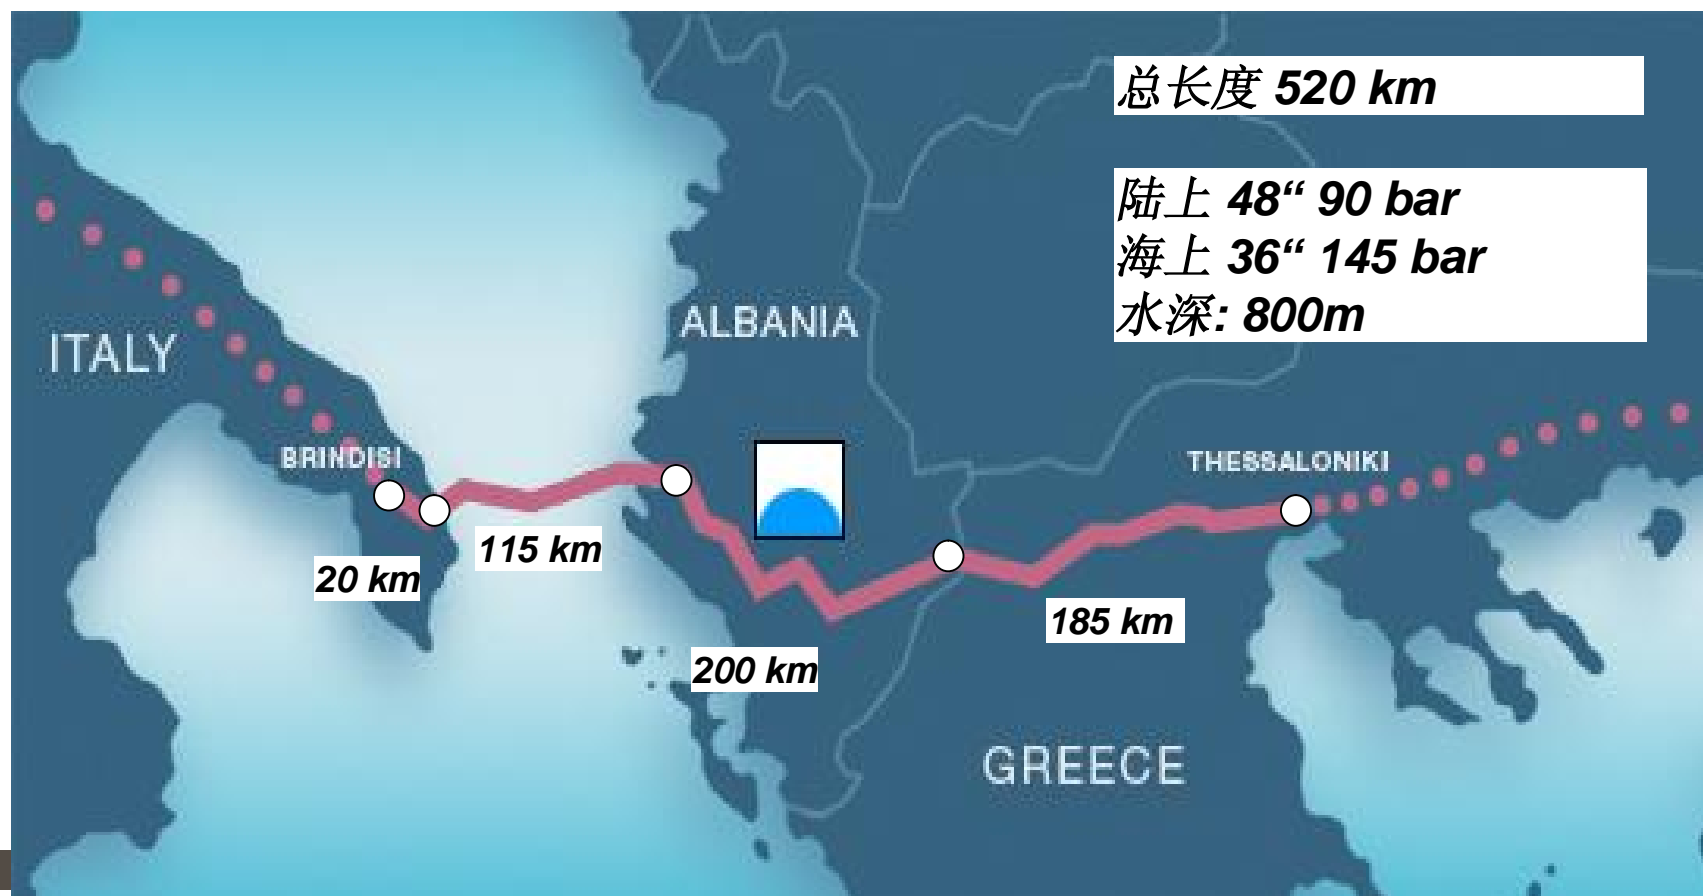 总长度 520 km
陆上 48“ 90 bar
海上 36“ 145 bar
水深: 800m
ALBANIA
ITALY
BRINDISI
THESSALONIKI
115 km
20 km
185 km
200 km
GREECE